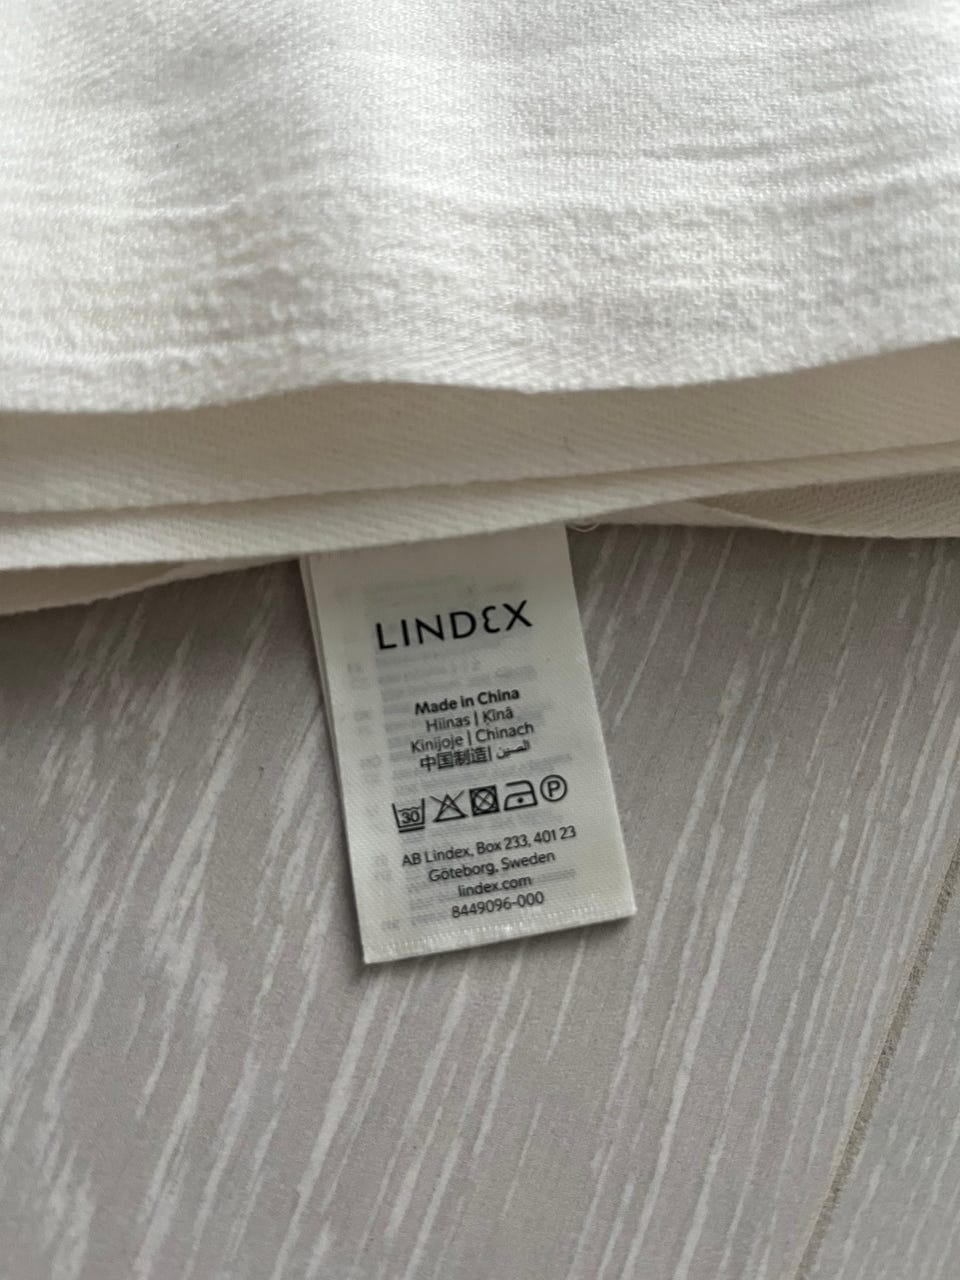 LINDEX
Made in China
Hiinas | Ķīnā
Kinijoje | Chinach
中国制造| الصين
30 P
AB Lindex, Box 233, 401 23
Göteborg, Sweden
lindex.com
8449096-000